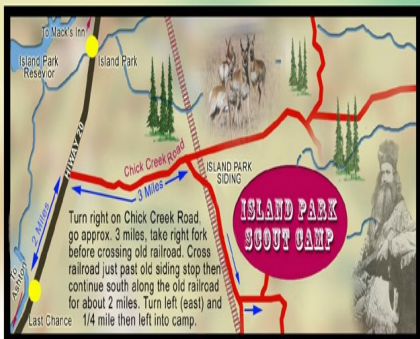 To Mack's Inn
Island Park
Resevior
Island Park
HIWAY 20
Chick Creek Road
3 Miles
ISLAND PARK
SIDING
2 Miles
ISLAND PARK
SCOUT CAMP
Turn right on Chick Creek Road,
go approx. 3 miles, take right fork
before crossing old railroad. Cross
railroad just past old siding stop then
continue south along the old railroad
for about 2 miles. Turn left (east) and
1/4 mile then left into camp.
To
Ashton
Last Chance